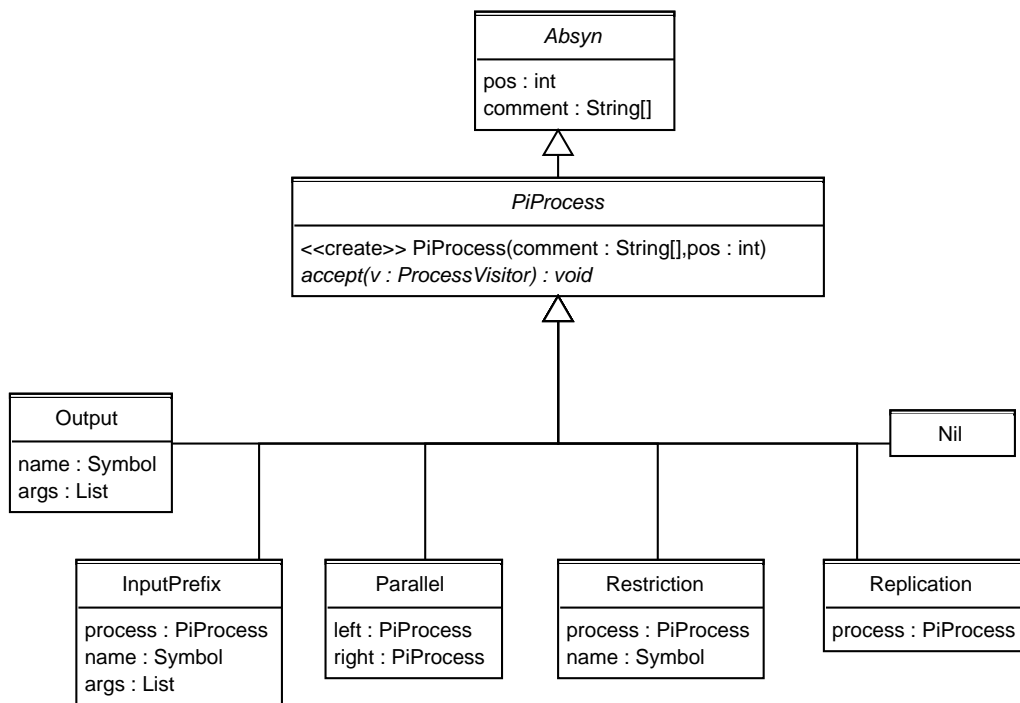 Absyn
pos : int
comment : String[]
PiProcess
<<create>> PiProcess(comment : String[],pos : int)
accept(v : ProcessVisitor) : void
Output
name : Symbol
args : List
Nil
InputPrefix
process : PiProcess
name : Symbol
args : List
Parallel
left : PiProcess
right : PiProcess
Restriction
process : PiProcess
name : Symbol
Replication
process : PiProcess